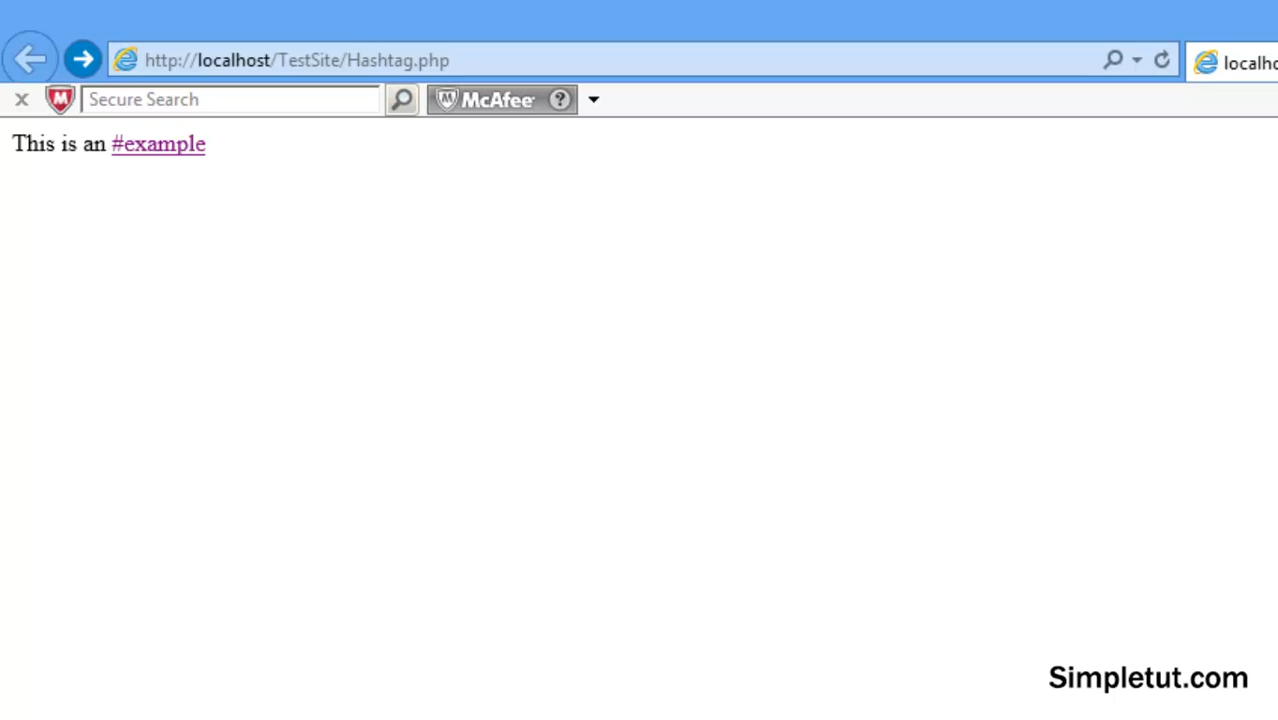 http://localhost/TestSite/Hashtag.php
localho
Secure Search
McAfee
This is an #example
Simpletut.com